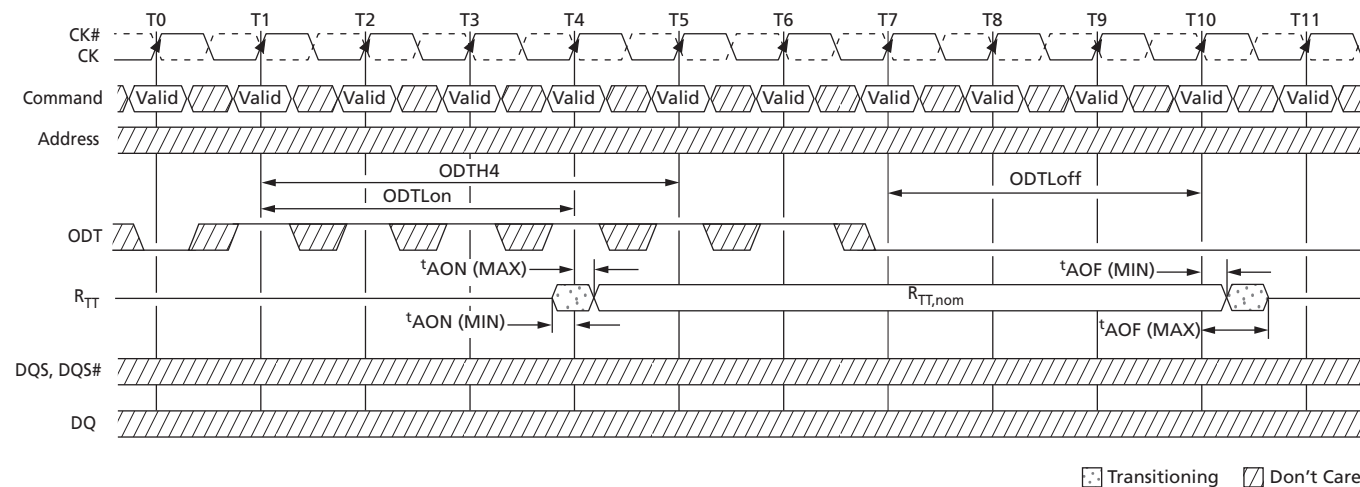 T0 T1 T2 T3 T4 T5 T6 T7 T8 T9 T10 T11
CK#
CK
Command Valid Valid Valid Valid Valid Valid Valid Valid Valid Valid Valid Valid
Address
ODTH4
ODTLoff
ODTLon
ODT
tAON (MAX) tAOF (MIN)
RTT RTT,nom
tAON (MIN) tAOF (MAX)
DQS, DQS#
DQ
Transitioning Don't Care